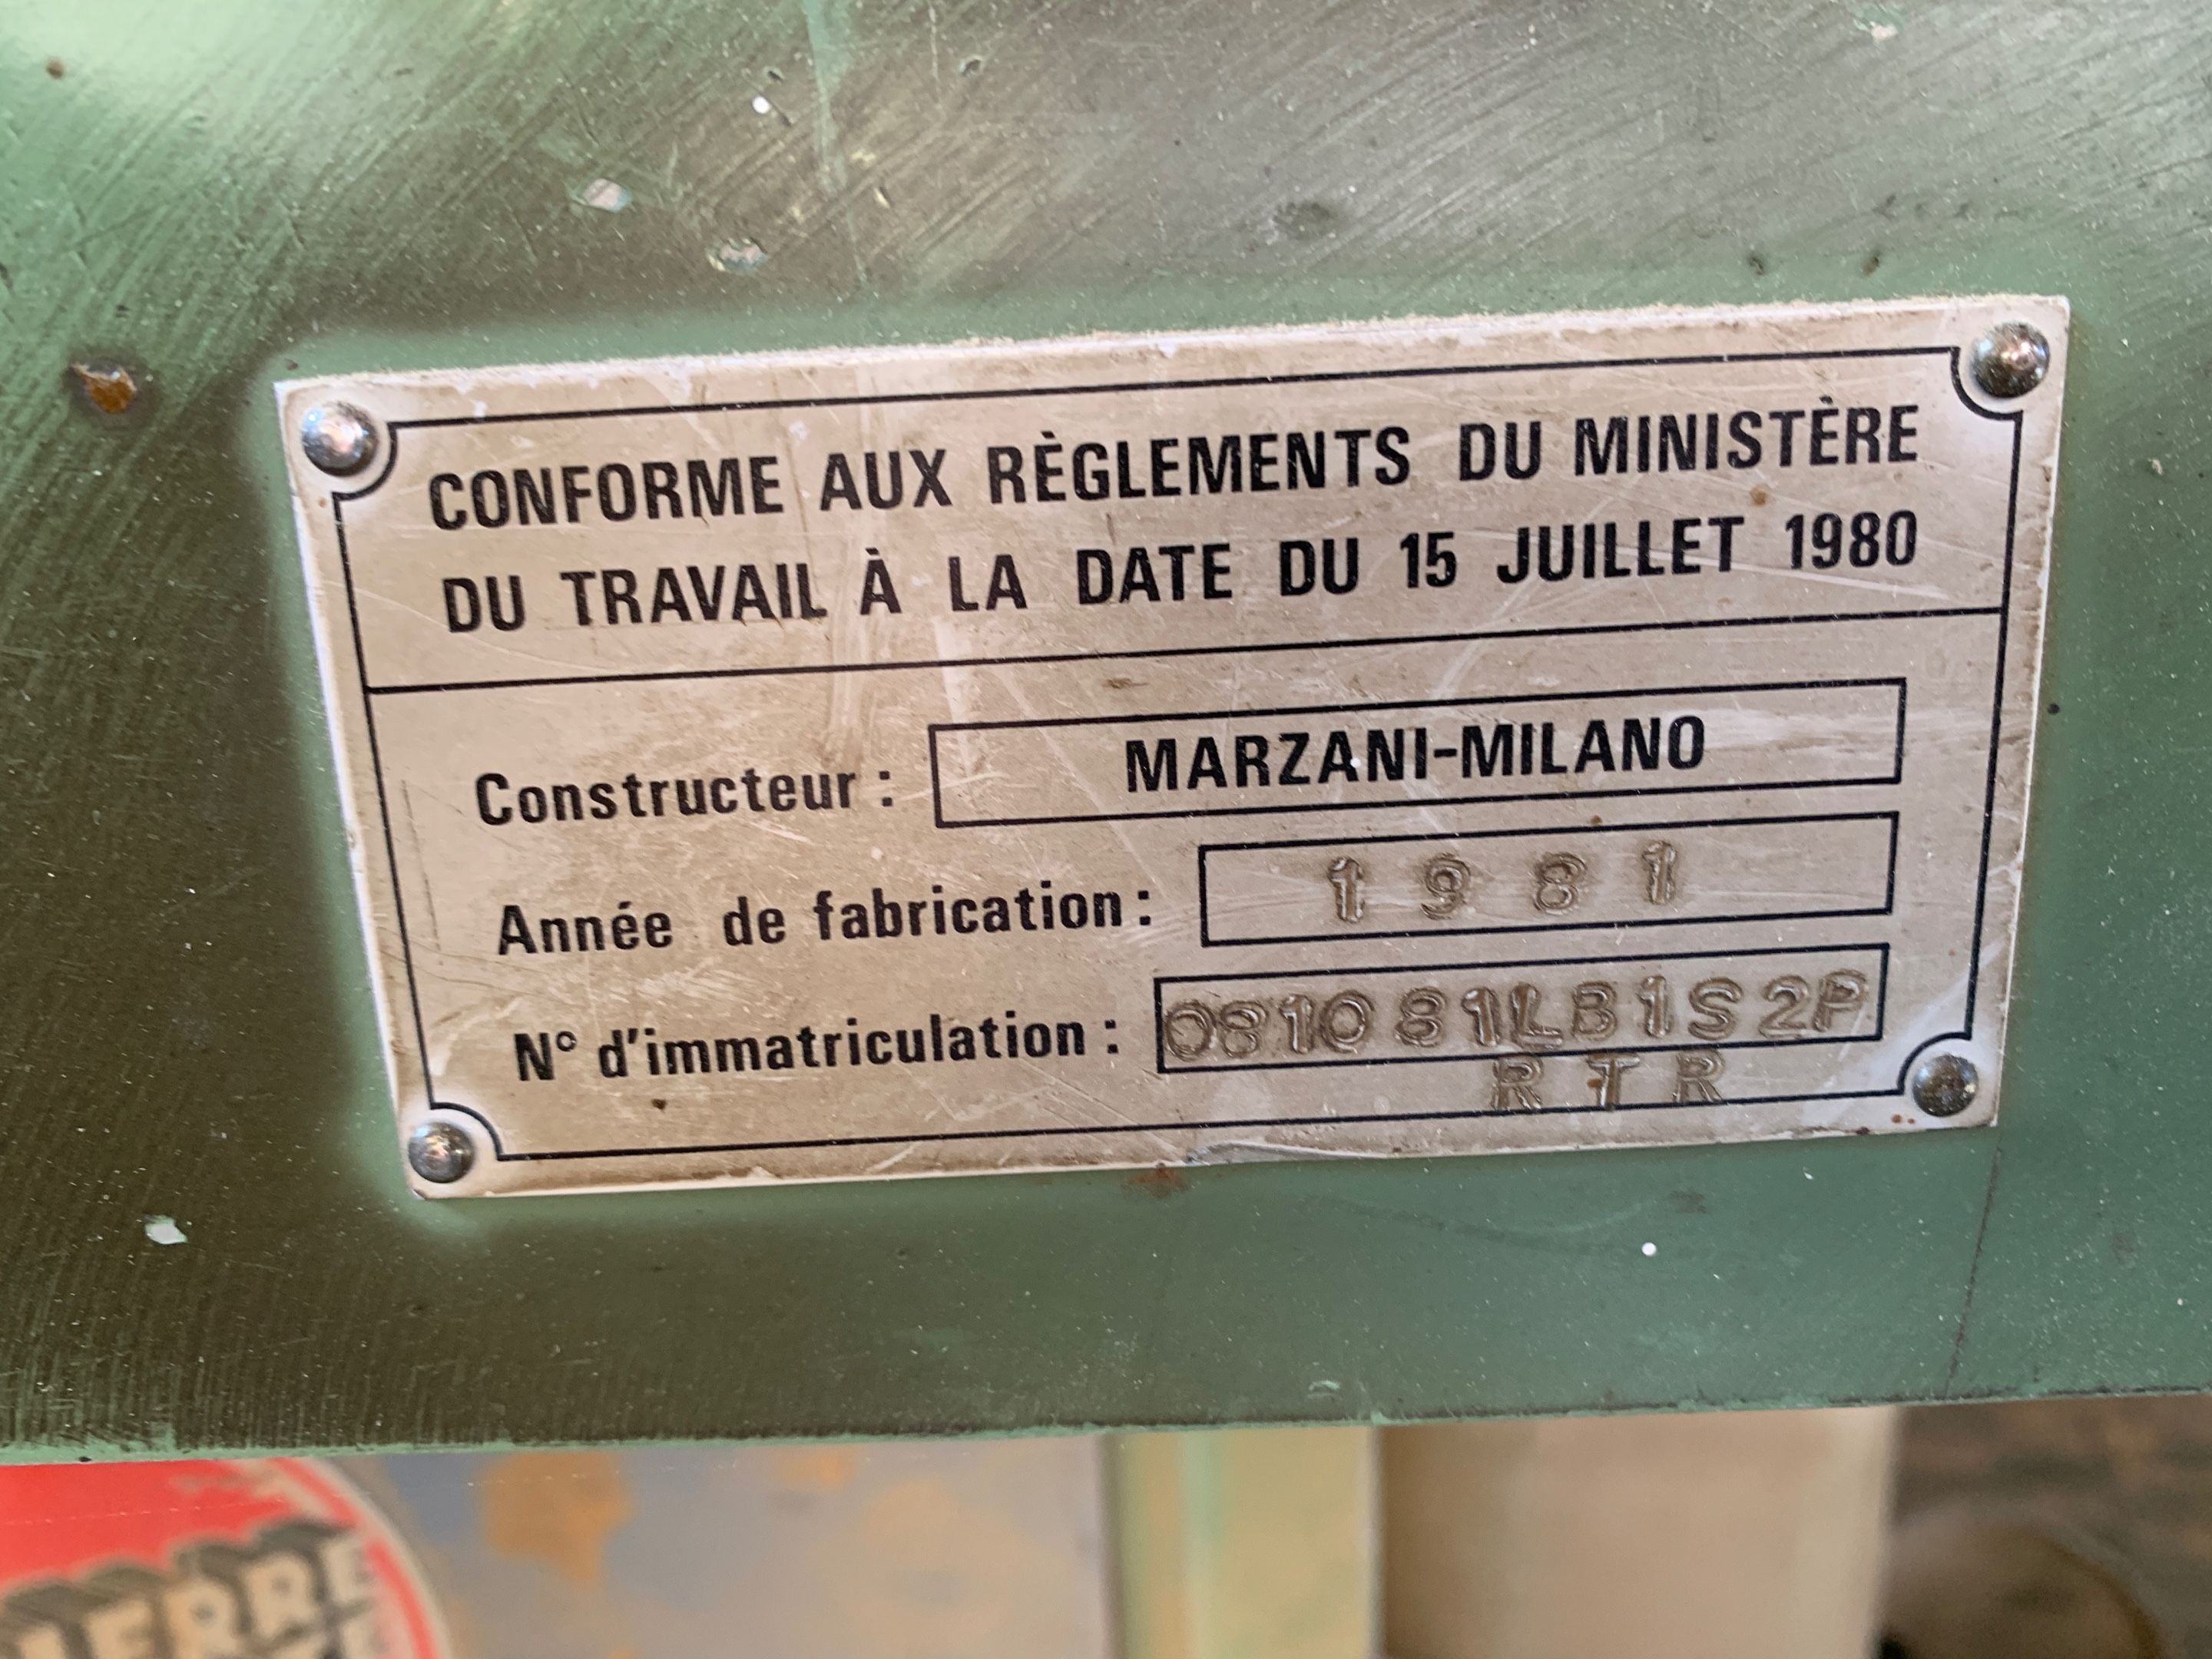 CONFORME AUX RÈGLEMENTS DU MINISTÈRE
DU TRAVAIL À LA DATE DU 15 JUILLET 1980
Constructeur : MARZANI-MILANO
Année de fabrication : 1981
N° d'immatriculation : 081081LB1S2P
RTR